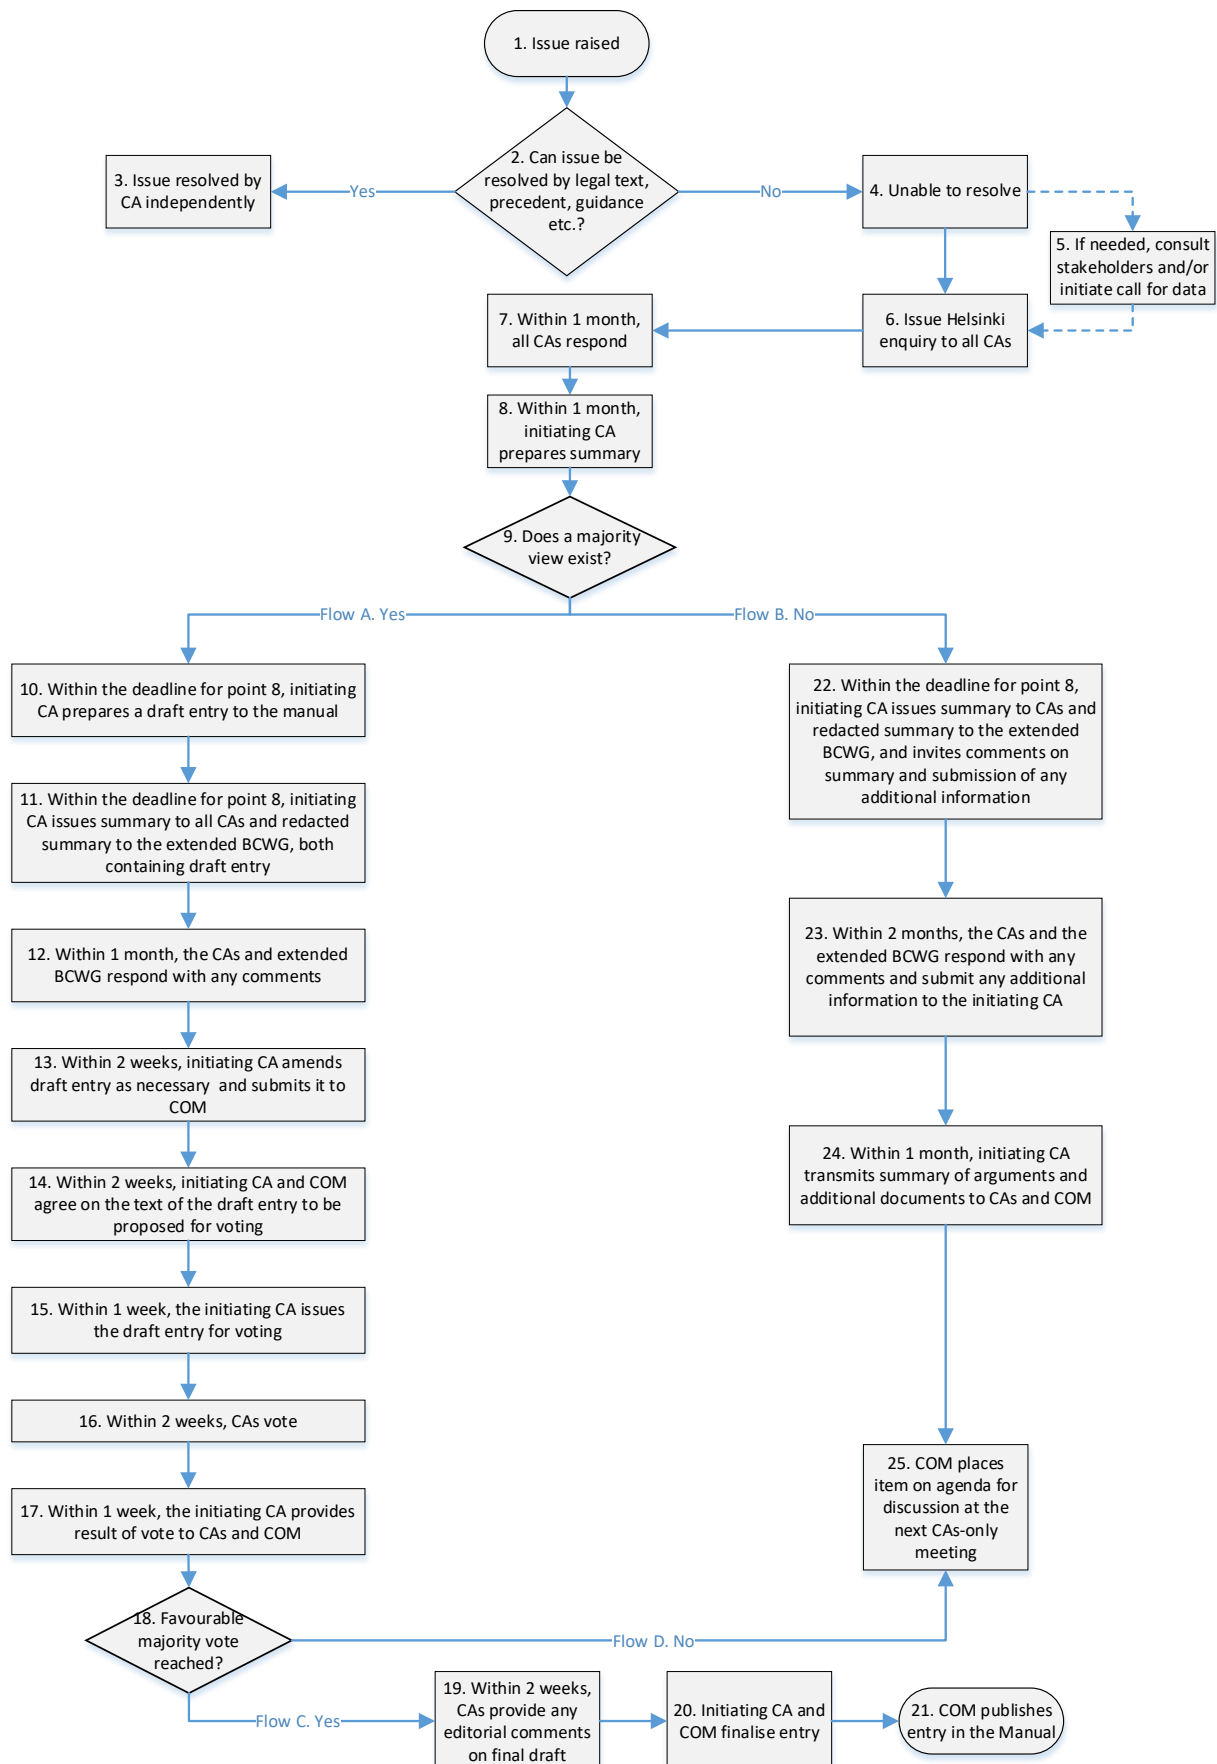 1. Issue raised
2. Can issue be
resolved by legal text,
precedent, guidance
etc.?
Yes
No
3. Issue resolved by
CA independently
4. Unable to resolve
5. If needed, consult
stakeholders and/or
initiate call for data
6. Issue Helsinki
enquiry to all CAs
7. Within 1 month,
all CAs respond
8. Within 1 month,
initiating CA
prepares summary
9. Does a majority
view exist?
Flow A. Yes
Flow B. No
10. Within the deadline for point 8, initiating
CA prepares a draft entry to the manual
11. Within the deadline for point 8, initiating
CA issues summary to all CAs and redacted
summary to the extended BCWG, both
containing draft entry
12. Within 1 month, the CAs and extended
BCWG respond with any comments
13. Within 2 weeks, initiating CA amends
draft entry as necessary  and submits it to
COM
14. Within 2 weeks, initiating CA and COM
agree on the text of the draft entry to be
proposed for voting
15. Within 1 week, the initiating CA issues
the draft entry for voting
16. Within 2 weeks, CAs vote
17. Within 1 week, the initiating CA provides
result of vote to CAs and COM
18. Favourable
majority vote
reached?
Flow C. Yes
Flow D. No
19. Within 2 weeks,
CAs provide any
editorial comments
on final draft
20. Initiating CA and
COM finalise entry
21. COM publishes
entry in the Manual
22. Within the deadline for point 8,
initiating CA issues summary to CAs and
redacted summary to the extended
BCWG, and invites comments on
summary and submission of any
additional information
23. Within 2 months, the CAs and the
extended BCWG respond with any
comments and submit any additional
information to the initiating CA
24. Within 1 month, initiating CA
transmits summary of arguments and
additional documents to CAs and COM
25. COM places
item on agenda for
discussion at the
next CAs-only
meeting